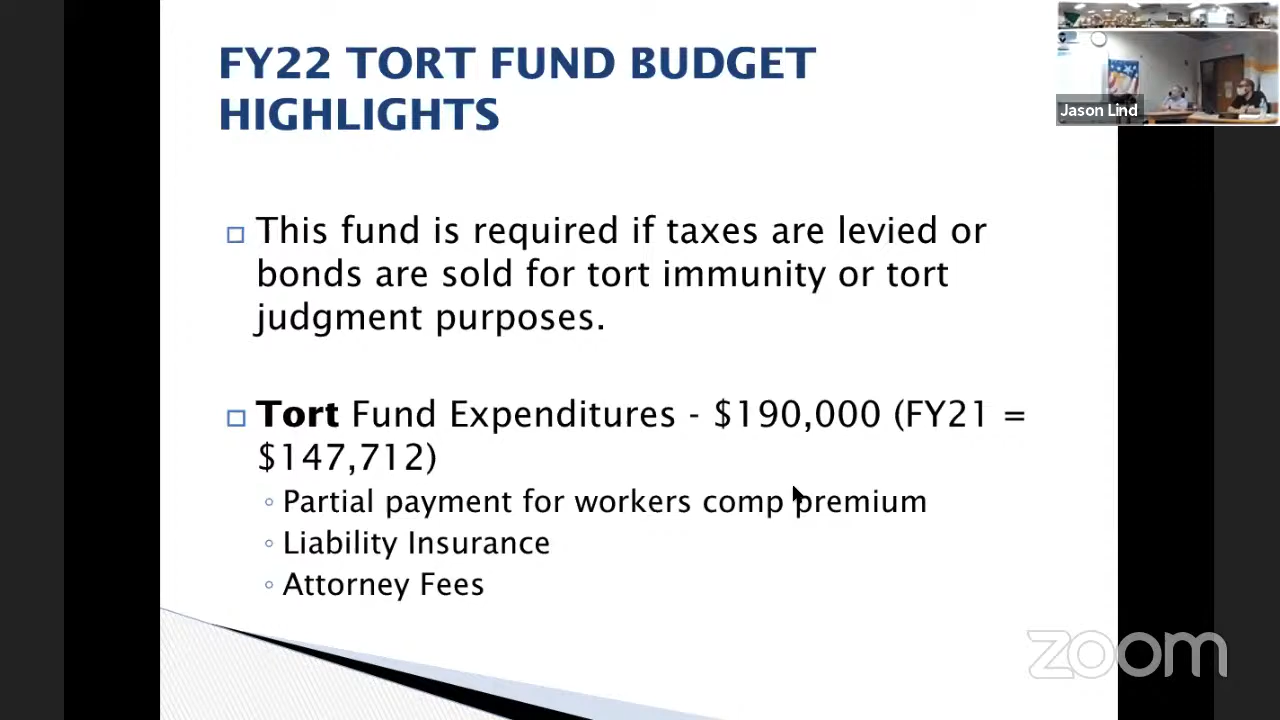 FY22 TORT FUND BUDGET
HIGHLIGHTS
Jason Lind
□ This fund is required if taxes are levied or
bonds are sold for tort immunity or tort
judgment purposes.
□ Tort Fund Expenditures - $190,000 (FY21 =
$147,712)
◦ Partial payment for workers comp premium
◦ Liability Insurance
◦ Attorney Fees
zoom